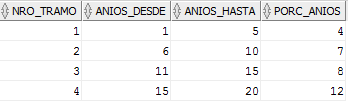 NRO_TRAMO ANIOS_DESDE ANIOS_HASTA PORC_ANIOS
1 1 5 4
2 6 10 7
3 11 15 8
4 15 20 12